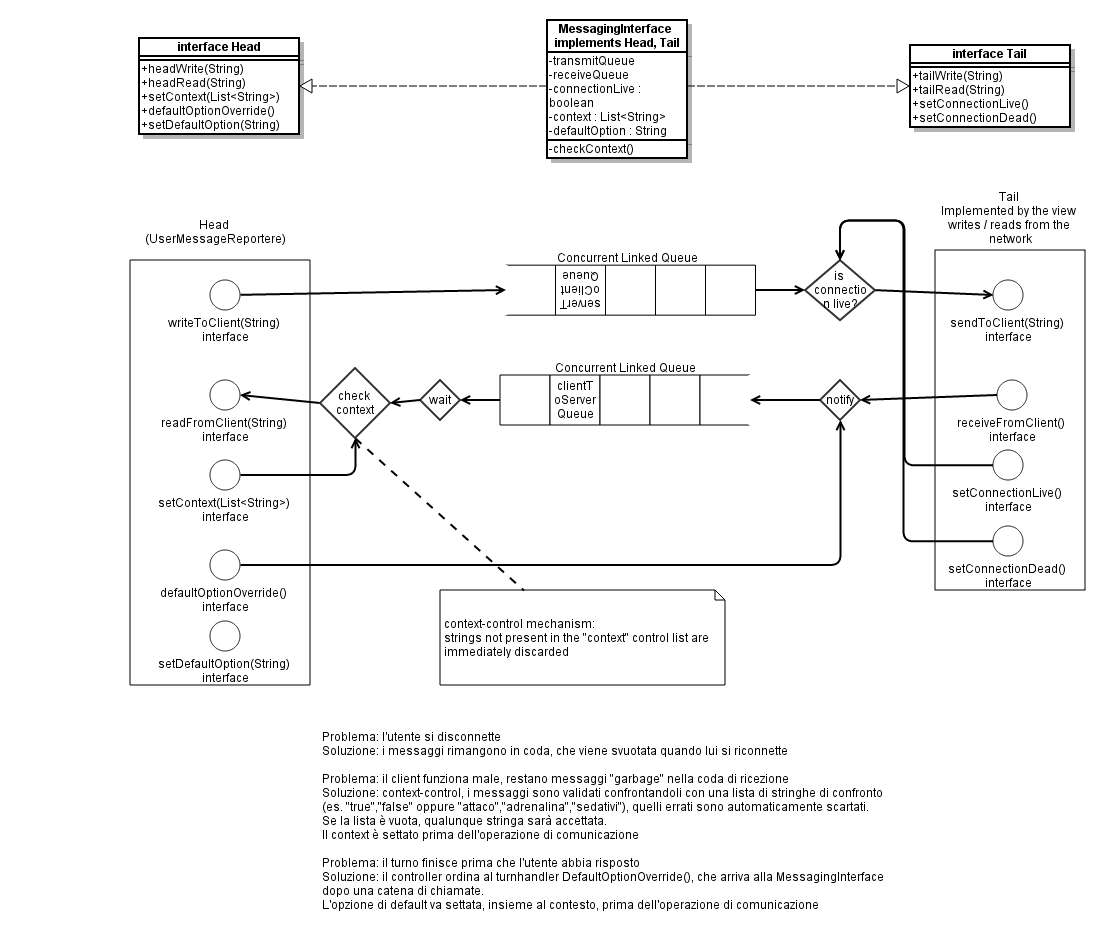 interface Head
+headWrite(String)
+headRead(String)
+setContext(List<String>)
+defaultOptionOverride()
+setDefaultOption(String)
MessagingInterface
implements Head, Tail
-transmitQueue
-receiveQueue
-connectionLive :
boolean
-context : List<String>
-defaultOption : String
-checkContext()
interface Tail
+tailWrite(String)
+tailRead(String)
+setConnectionLive()
+setConnectionDead()
Head
(UserMessageReportere)
writeToClient(String)
interface
readFromClient(String)
interface
setContext(List<String>)
interface
defaultOptionOverride()
interface
setDefaultOption(String)
interface
Concurrent Linked Queue
serverT
oClient
Queue
is
connectio
n live?
Concurrent Linked Queue
check
context
wait
clientT
oServer
Queue
notify
Tail
Implemented by the view
writes / reads from the
network
sendToClient(String)
interface
receiveFromClient()
interface
setConnectionLive()
interface
setConnectionDead()
interface
context-control mechanism:
strings not present in the "context" control list are
immediately discarded
Problema: l'utente si disconnette
Soluzione: i messaggi rimangono in coda, che viene svuotata quando lui si riconnette
Problema: il client funziona male, restano messaggi "garbage" nella coda di ricezione
Soluzione: context-control, i messaggi sono validati confrontandoli con una lista di stringhe di confronto
(es. "true","false" oppure "attaco","adrenalina","sedativi"), quelli errati sono automaticamente scartati.
Se la lista è vuota, qualunque stringa sarà accettata.
Il context è settato prima dell'operazione di comunicazione
Problema: il turno finisce prima che l'utente abbia risposto
Soluzione: il controller ordina al turnhandler DefaultOptionOverride(), che arriva alla MessagingInterface
dopo una catena di chiamate.
L'opzione di default va settata, insieme al contesto, prima dell'operazione di comunicazione